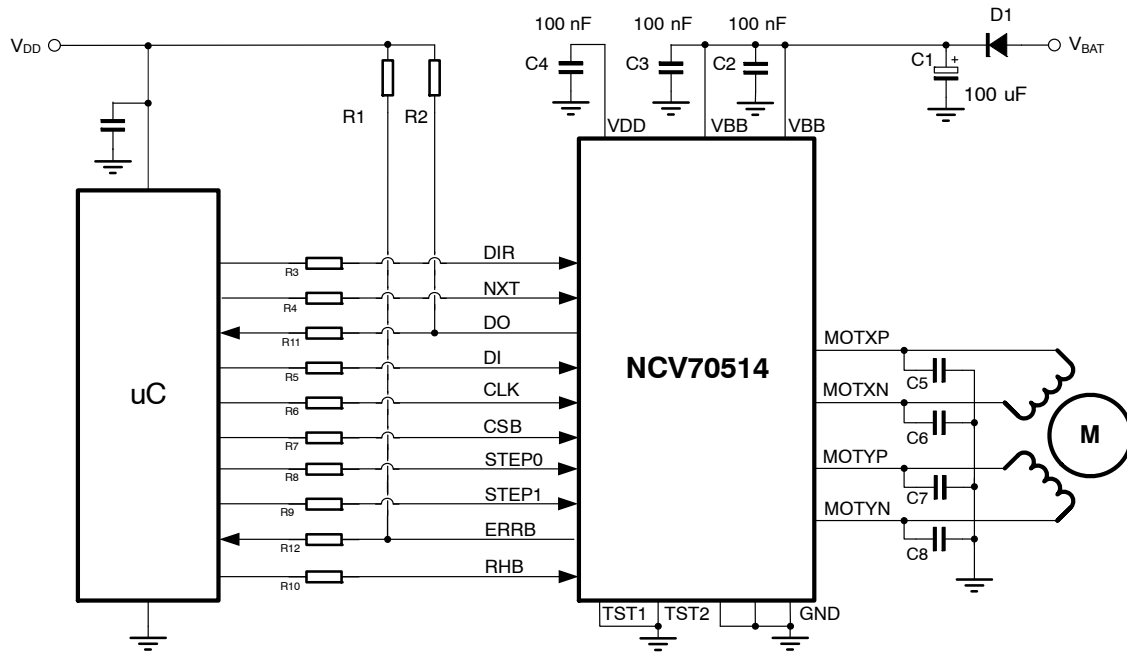 100 nF 100 nF 100 nF D1
VDD VBAT
C4 C3 C2 C1 +
100 uF
R1 R2
VDD VBB VBB
DIR
R3
NXT
R4
DO
R11
MOTXP
DI
R5
uC
NCV70514
C5
CLK
R6
MOTXN
CSB
R7
C6
M
STEP0
R8
MOTYP
STEP1
R9
C7
MOTYN
ERRB
R12
C8
RHB
R10
TST1 TST2 GND